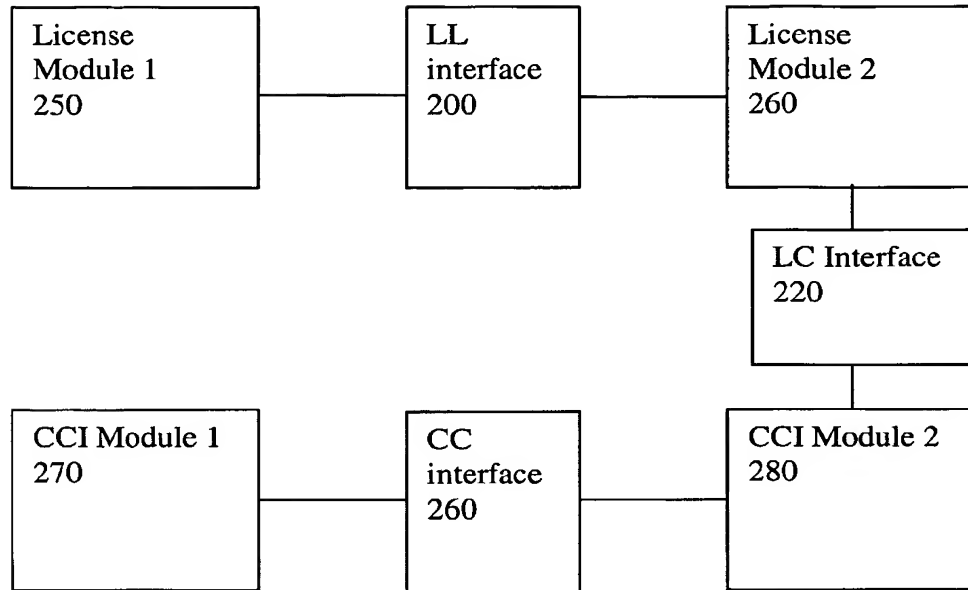 License
Module 1
250
LL
interface
200
License
Module 2
260
LC Interface
220
CCI Module 1
270
CC
interface
260
CCI Module 2
280